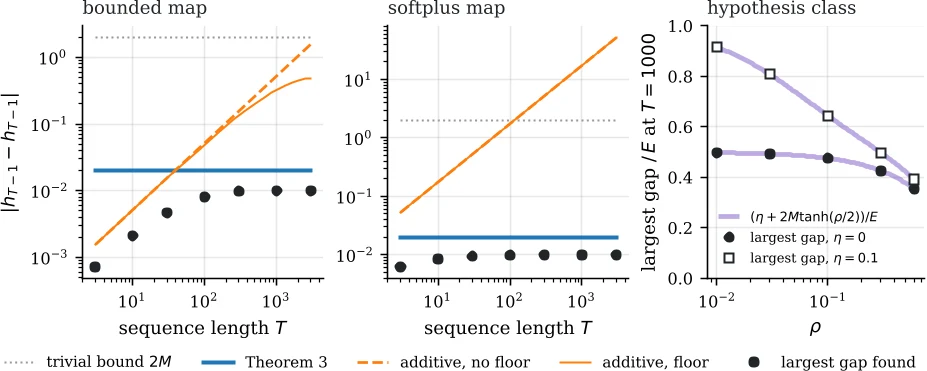 bounded map
softplus map
hypothesis class
|h_{T−1} − h̃_{T−1}|
10^0
10^{−1}
10^{−2}
10^{−3}
10^1
10^2
10^3
sequence length T
10^1
10^0
10^{−1}
10^{−2}
10^1
10^2
10^3
sequence length T
largest gap / E at T = 1000
1.0
0.8
0.6
0.4
0.2
0.0
(η + 2Mtanh(ρ/2))/E
largest gap, η = 0
largest gap, η = 0.1
10^{−2}
10^{−1}
ρ
trivial bound 2M
Theorem 3
additive, no floor
additive, floor
largest gap found